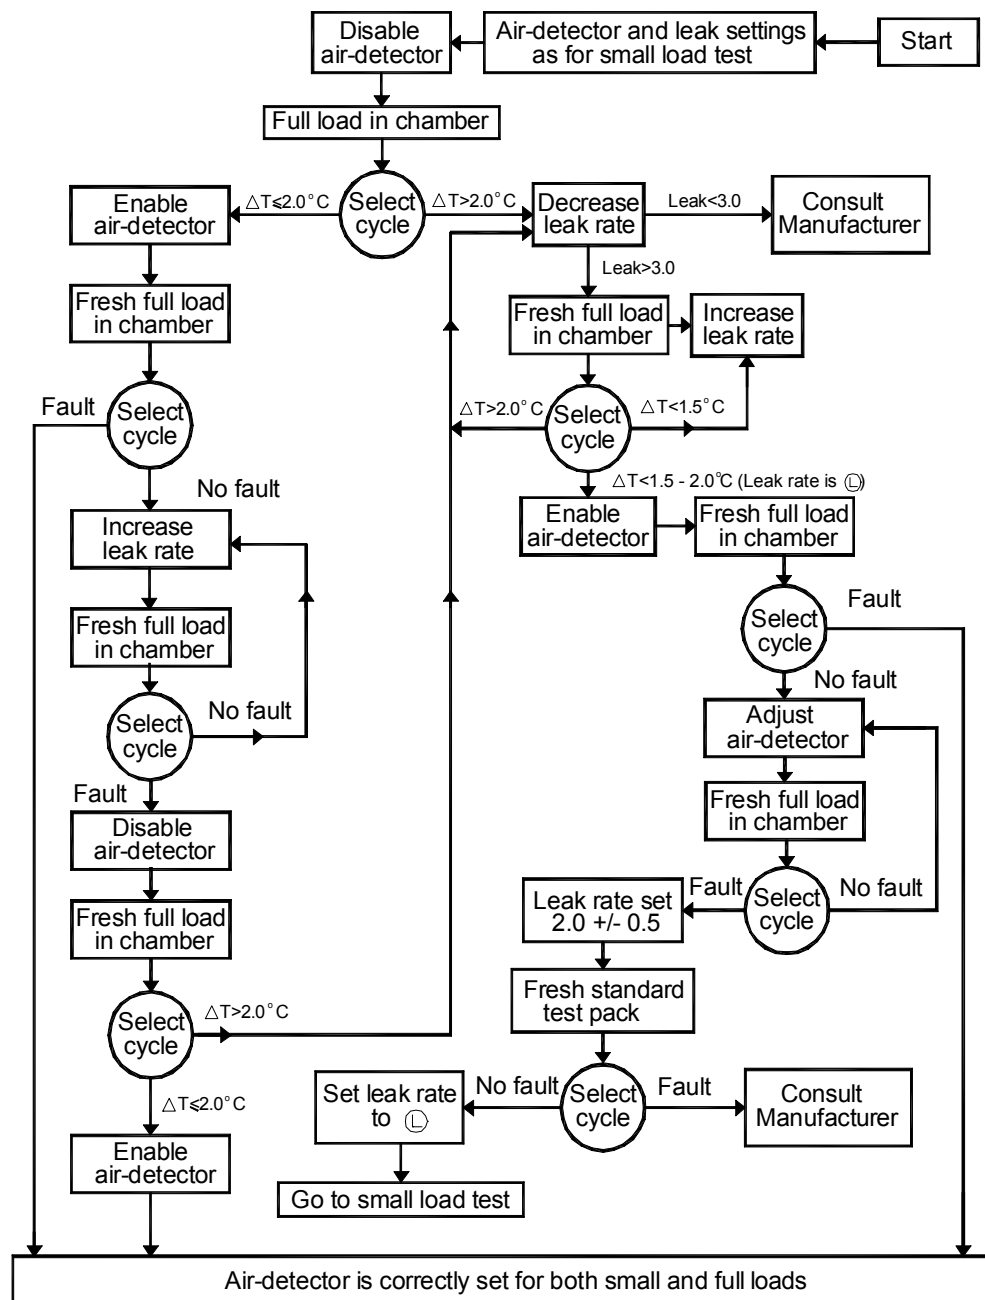 Disable
air-detector
Air-detector and leak settings
as for small load test
Start
Full load in chamber
Select
cycle
△T⩽2.0°C
△T>2.0°C
Enable
air-detector
Decrease
leak rate
Leak<3.0
Consult
Manufacturer
Leak>3.0
Fresh full load
in chamber
Fresh full load
in chamber
Increase
leak rate
Fault
Select
cycle
△T>2.0°C
Select
cycle
△T<1.5°C
No fault
△T<1.5 - 2.0°C (Leak rate is Ⓛ)
Increase
leak rate
Enable
air-detector
Fresh full load
in chamber
Fresh full load
in chamber
Select
cycle
Fault
No fault
Select
cycle
No fault
Adjust
air-detector
Fault
Disable
air-detector
Fresh full load
in chamber
Fresh full load
in chamber
Leak rate set
2.0 +/- 0.5
Fault
Select
cycle
No fault
Fresh standard
test pack
Select
cycle
△T>2.0°C
Set leak rate
to Ⓛ
No fault
Select
cycle
Fault
Consult
Manufacturer
△T⩽2.0°C
Enable
air-detector
Go to small load test
Air-detector is correctly set for both small and full loads